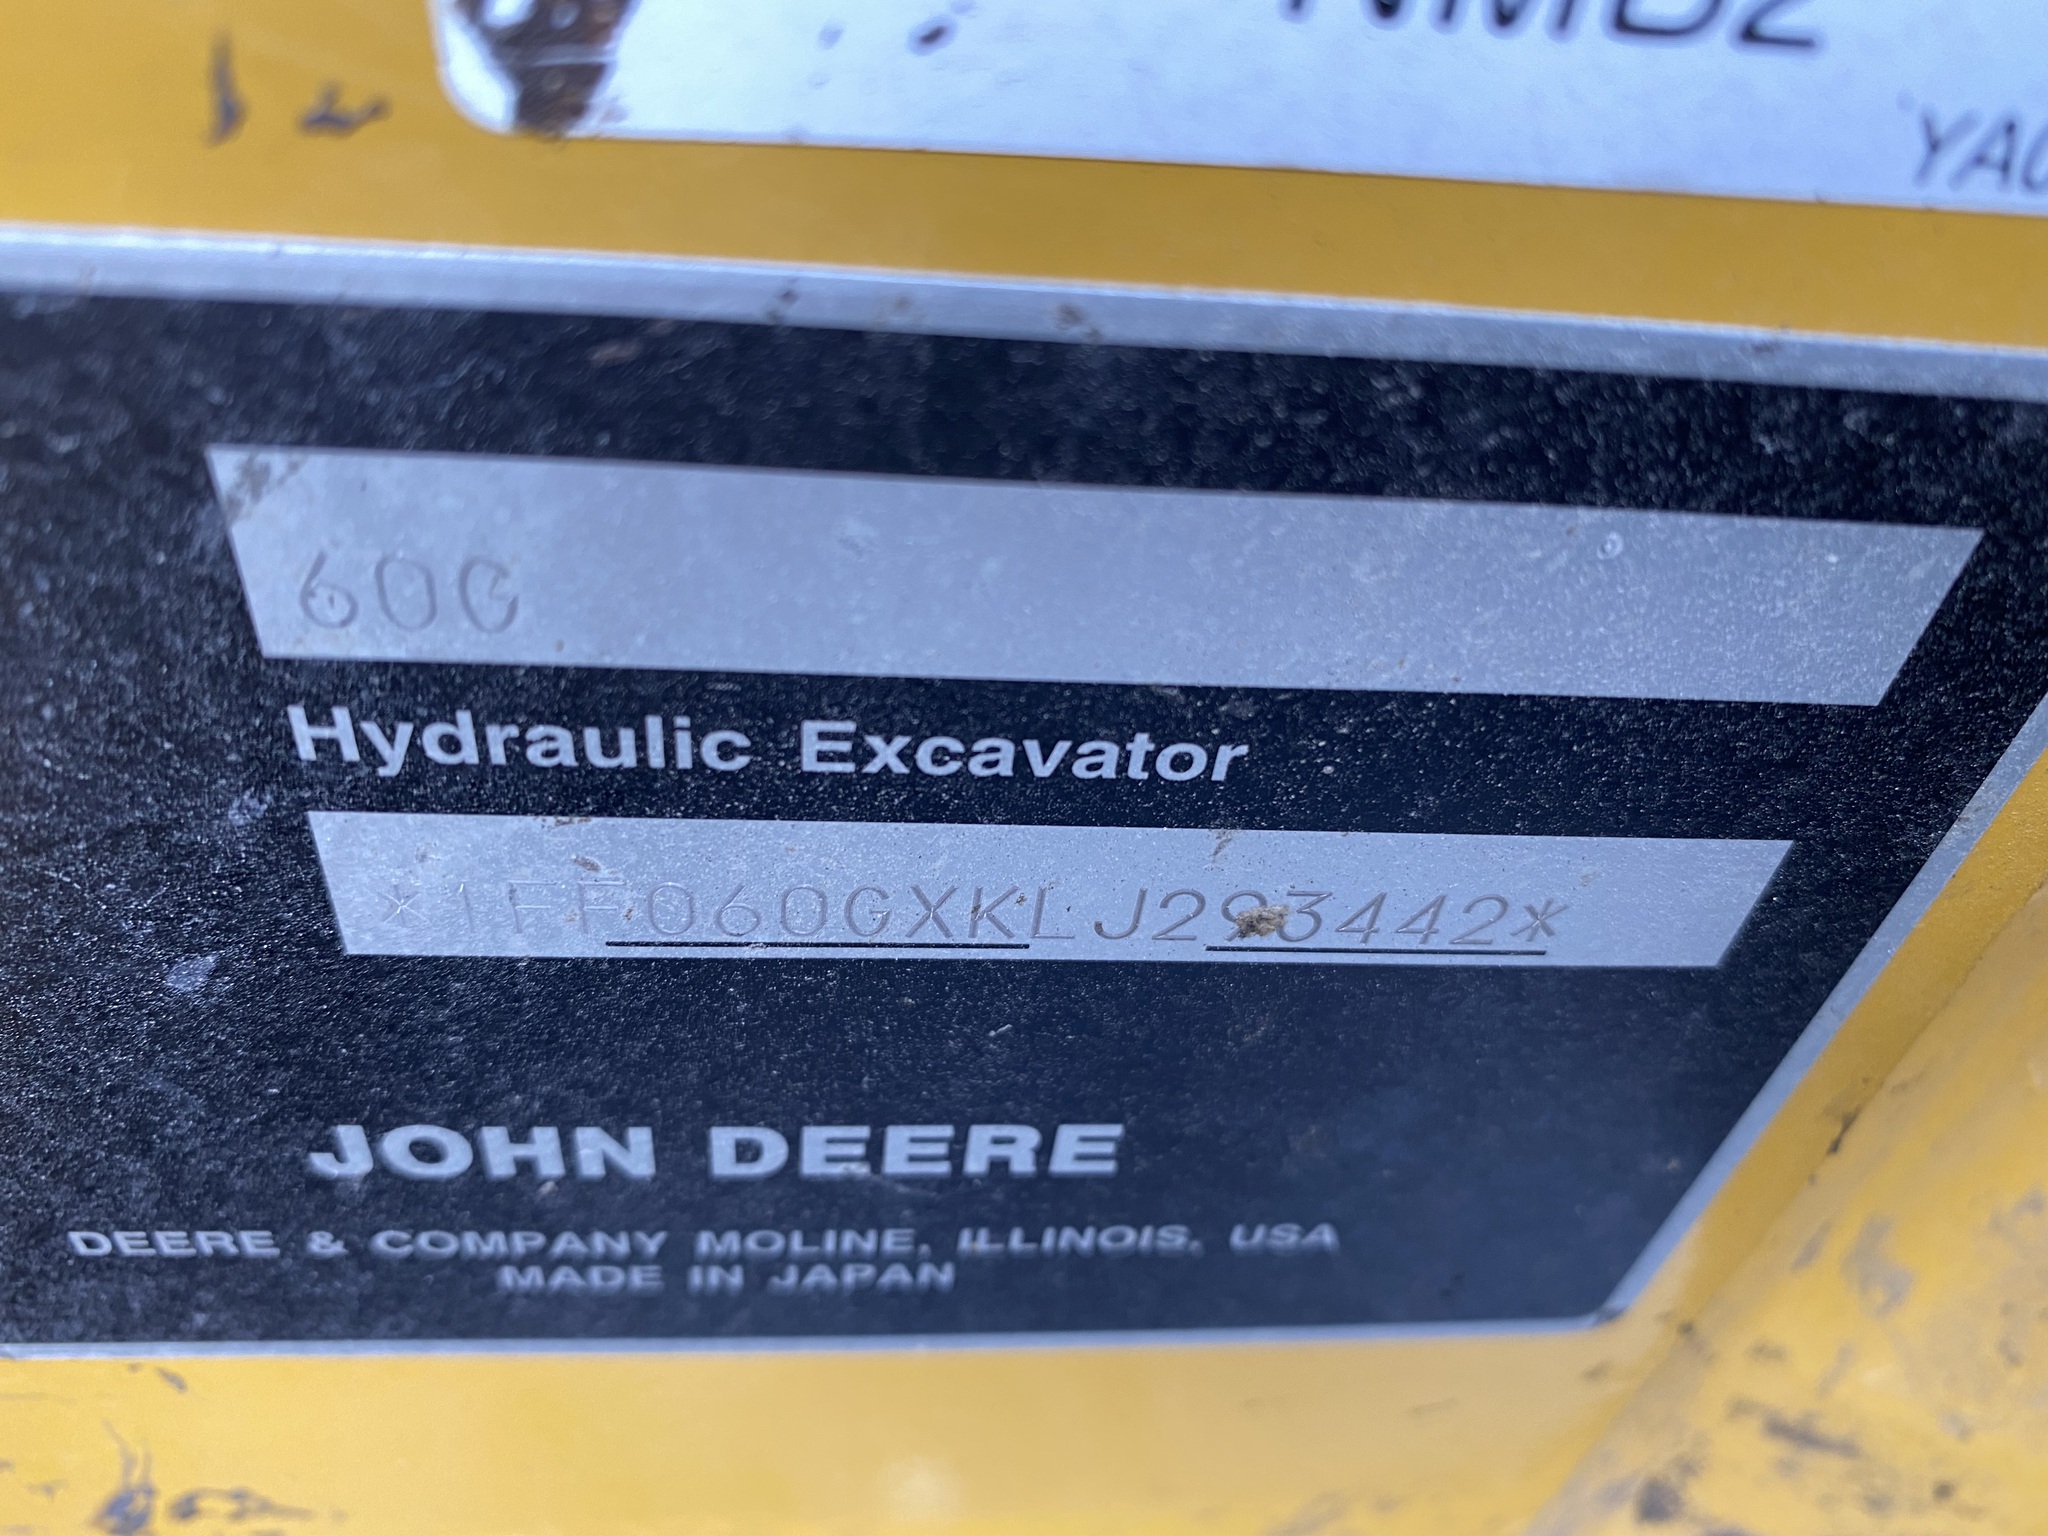 60G
Hydraulic Excavator
*1FF060GXKLJ293442*
JOHN DEERE
DEERE & COMPANY MOLINE, ILLINOIS, USA
MADE IN JAPAN